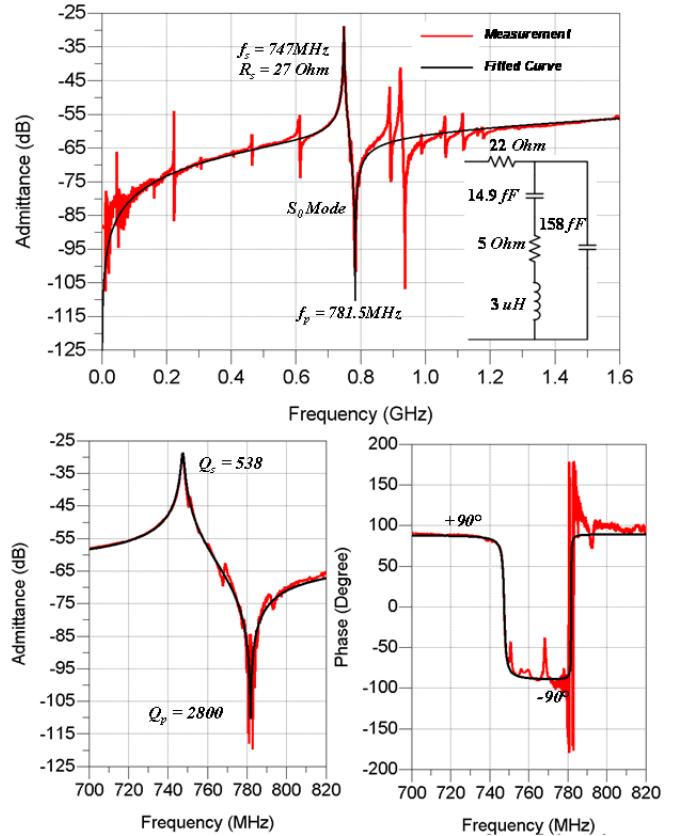 -25
-35
-45
-55
-65
-75
-85
-95
-105
-115
-125
Admittance (dB)
f_s = 747MHz
R_s = 27 Ohm
Measurement
Fitted Curve
S_0 Mode
f_p = 781.5MHz
22 Ohm
14.9 fF
158 fF
5 Ohm
3 uH
0.0 0.2 0.4 0.6 0.8 1.0 1.2 1.4 1.6
Frequency (GHz)
-25
-35
-45
-55
-65
-75
-85
-95
-105
-115
-125
Admittance (dB)
Q_s = 538
Q_p = 2800
700 720 740 760 780 800 820
Frequency (MHz)
200
150
100
50
0
-50
-100
-150
-200
Phase (Degree)
+90°
-90°
700 720 740 760 780 800 820
Frequency (MHz)